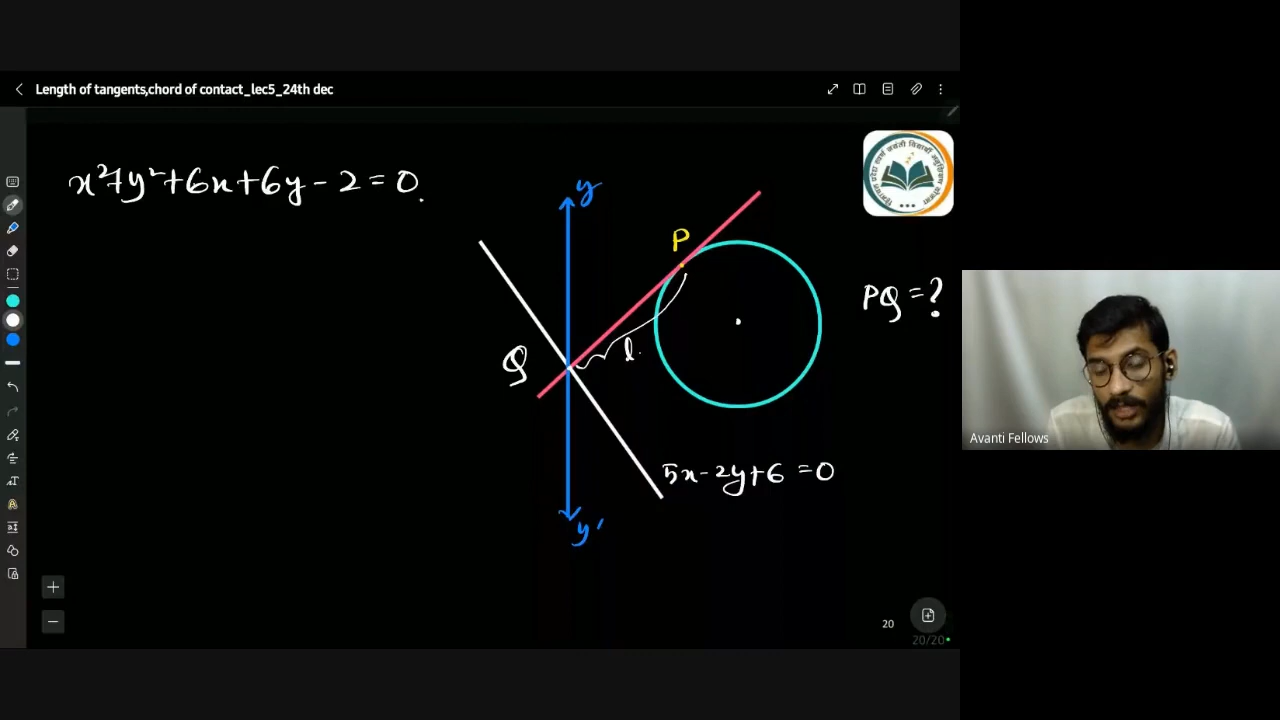 Length of tangents,chord of contact_lec5_24th dec
x²+y²+6x+6y-2=0.
y
P
PQ=?
Q
l.
5x-2y+6=0
y'
Avanti Fellows
20
20/20